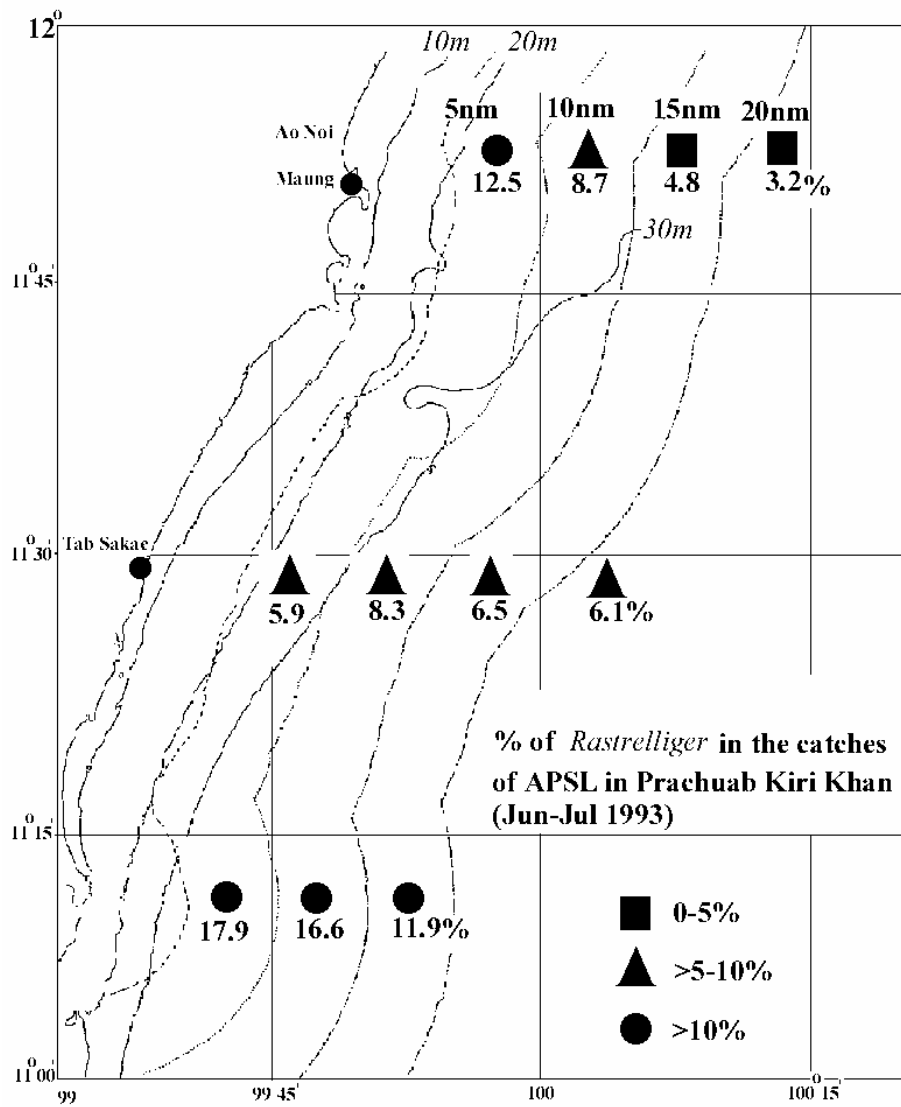 12°
10m 20m
5nm 10nm 15nm 20nm
Ao Noi
Maung
12.5 8.7 4.8 3.2%
30m
11° 45'
Tab Sakae
11° 30'
5.9 8.3 6.5 6.1%
% of Rastrelliger in the catches
of APSL in Prachuab Kiri Khan
(Jun-Jul 1993)
11° 15'
17.9 16.6 11.9%
0-5%
>5-10%
>10%
11° 00'
99 99 45' 100 100 15'